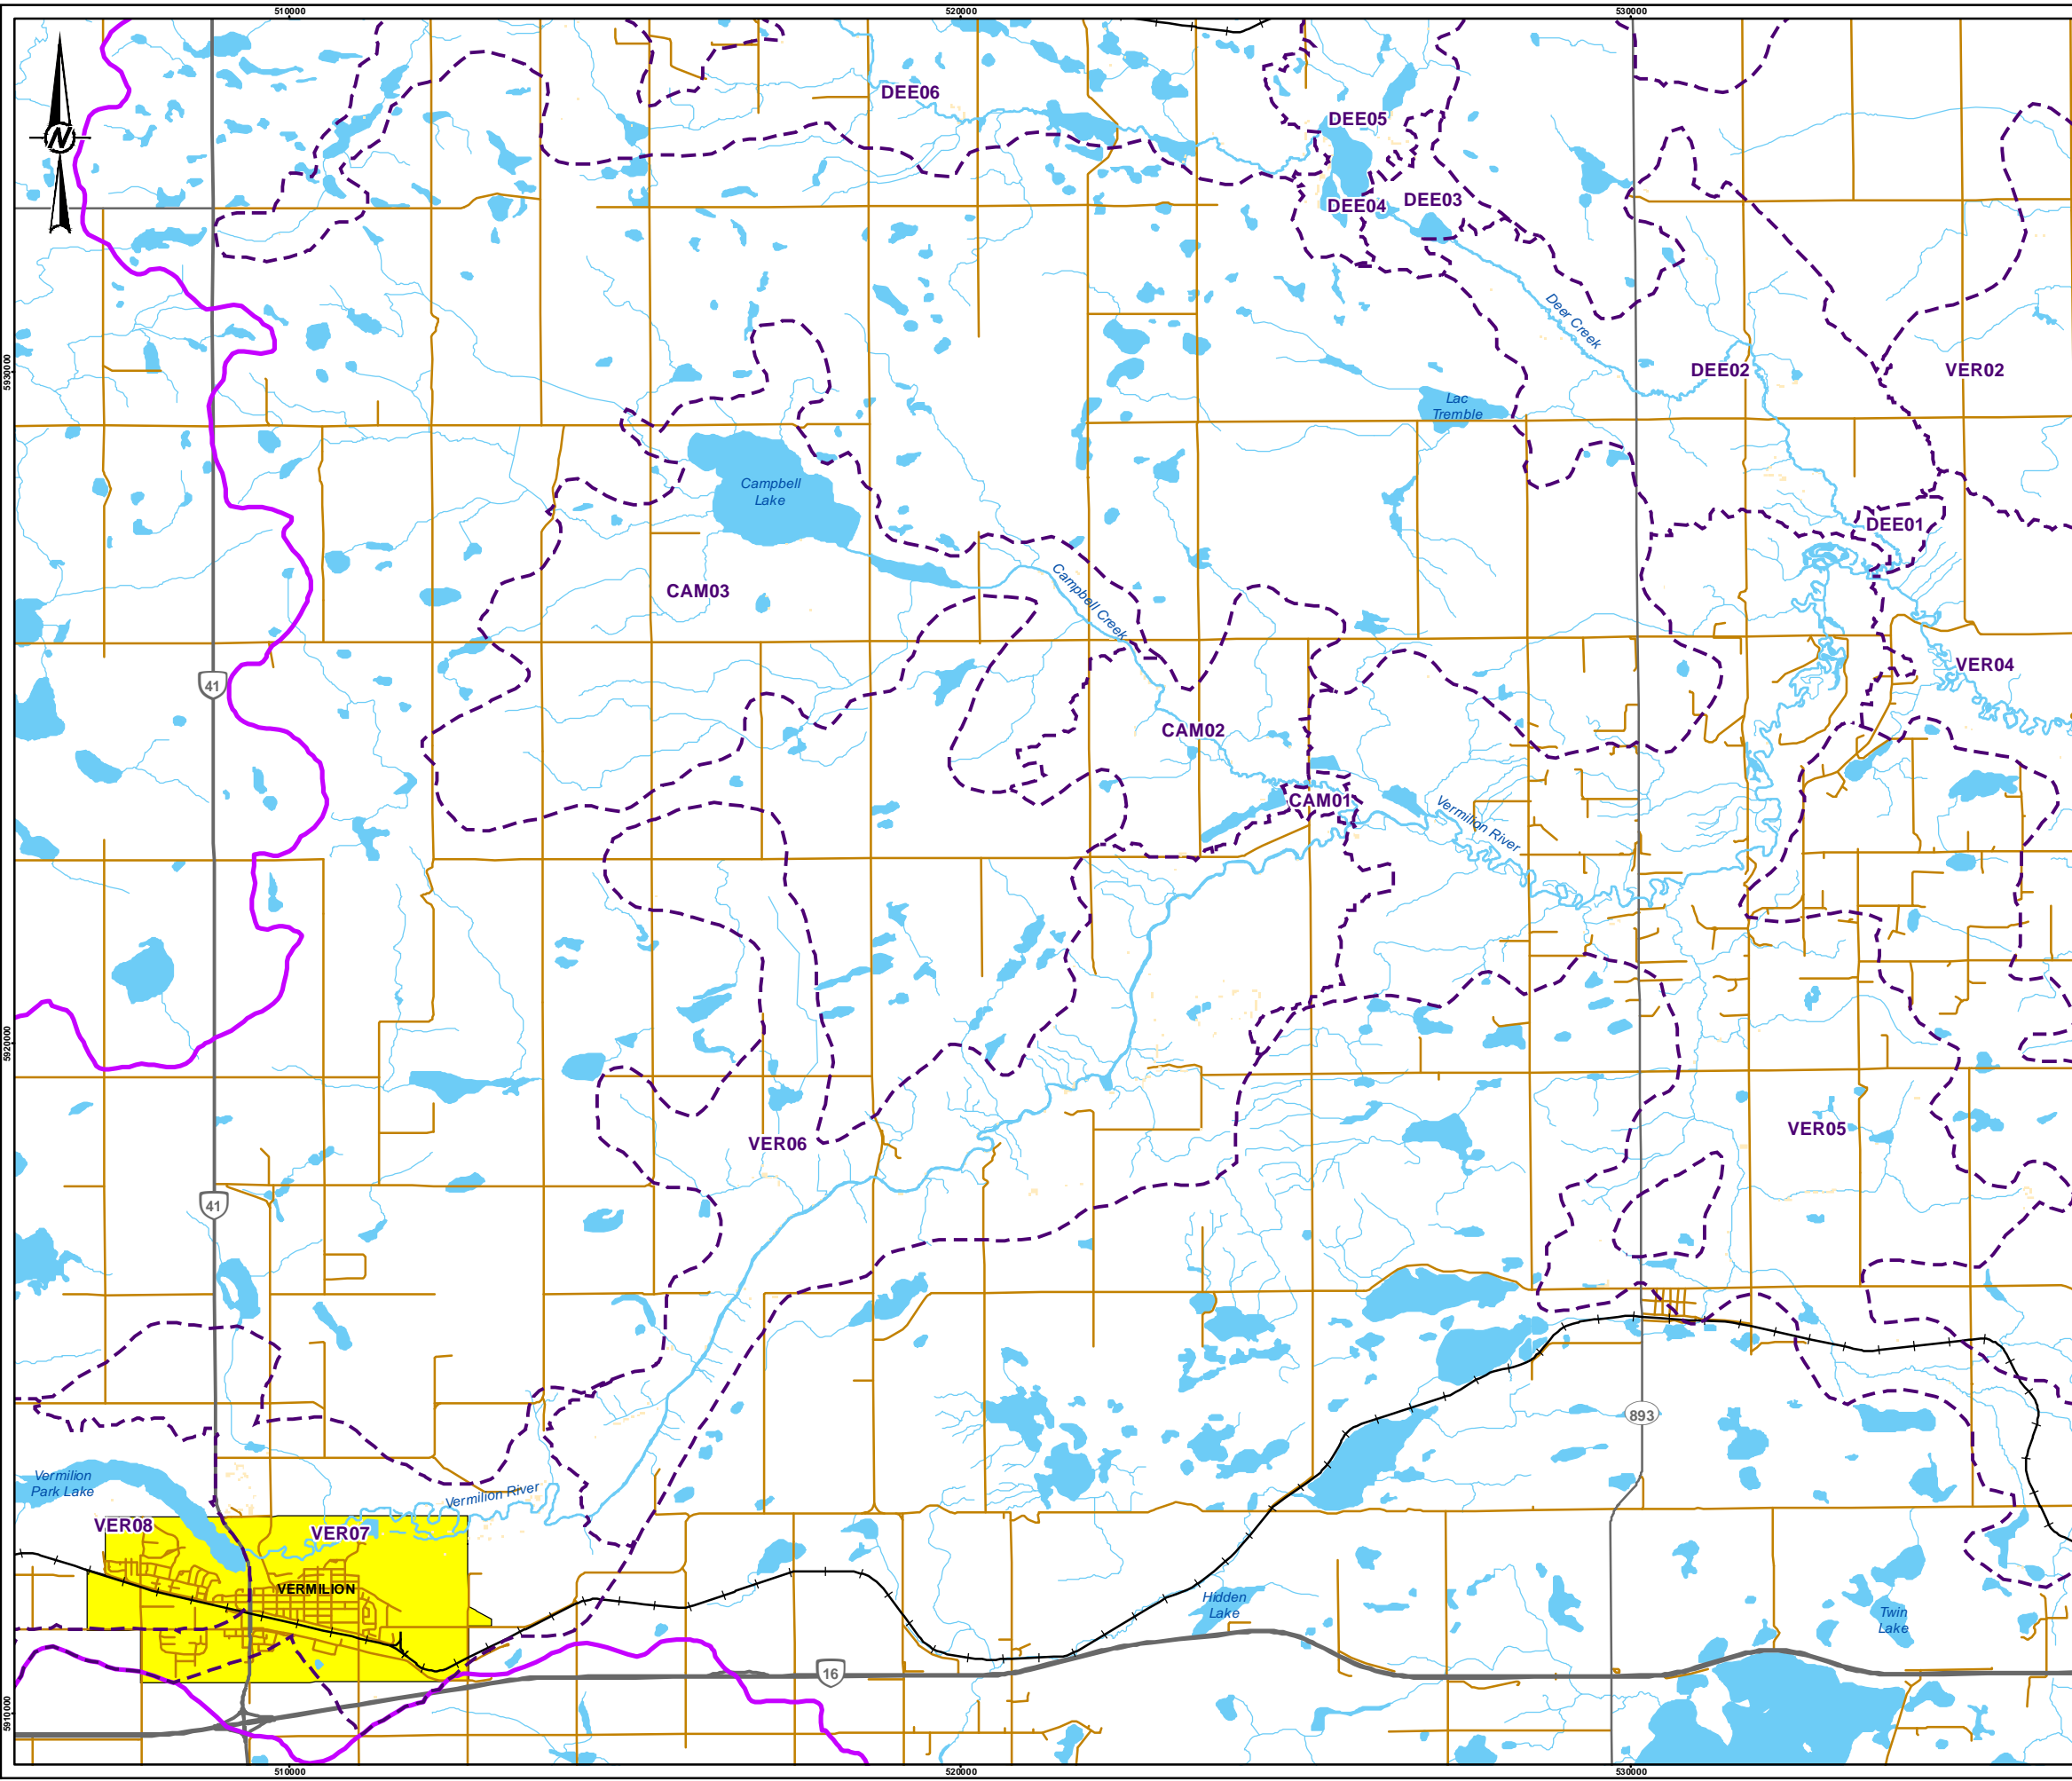 510000
520000
530000
N
DEE06
DEE05
DEE04
DEE03
Deer Creek
5930000
DEE02
VER02
Lac
Tremble
Campbell
Lake
DEE01
CAM03
Campbell Creek
VER04
41
CAM02
CAM01
Vermilion River
5920000
VER05
VER06
41
893
Vermilion
Park Lake
Vermilion River
VER08
VER07
VERMILION
Hidden
Lake
Twin
Lake
16
5910000
510000
520000
530000